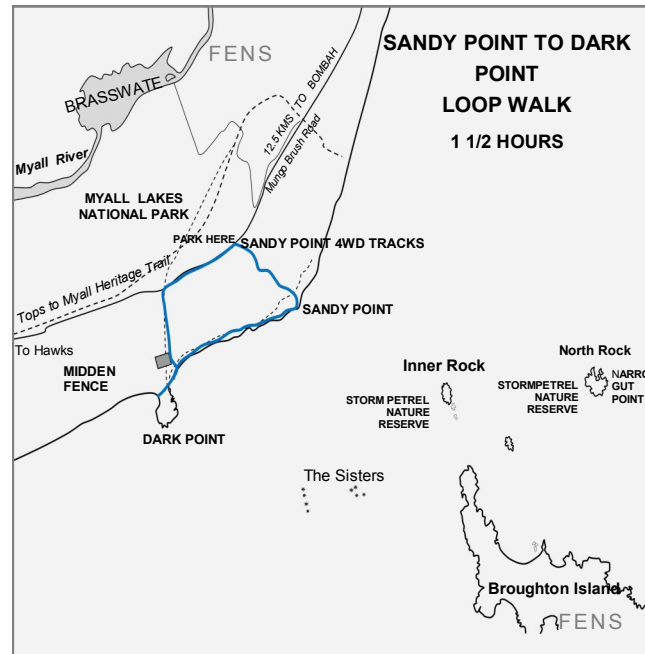 SANDY POINT TO DARK
POINT
LOOP WALK
1 1/2 HOURS
FENS
BRASSWATE
Myall River
12.5 KMS TO BOMBAH
Mungo Brush Road
MYALL LAKES
NATIONAL PARK
PARK HERE
SANDY POINT 4WD TRACKS
Tops to Myall Heritage Trail
SANDY POINT
To Hawks
MIDDEN
FENCE
DARK POINT
Inner Rock
STORM PETREL
NATURE
RESERVE
North Rock
STORMPETREL
NATURE
RESERVE
NARRO
GUT
POINT
The Sisters
Broughton Island
FENS